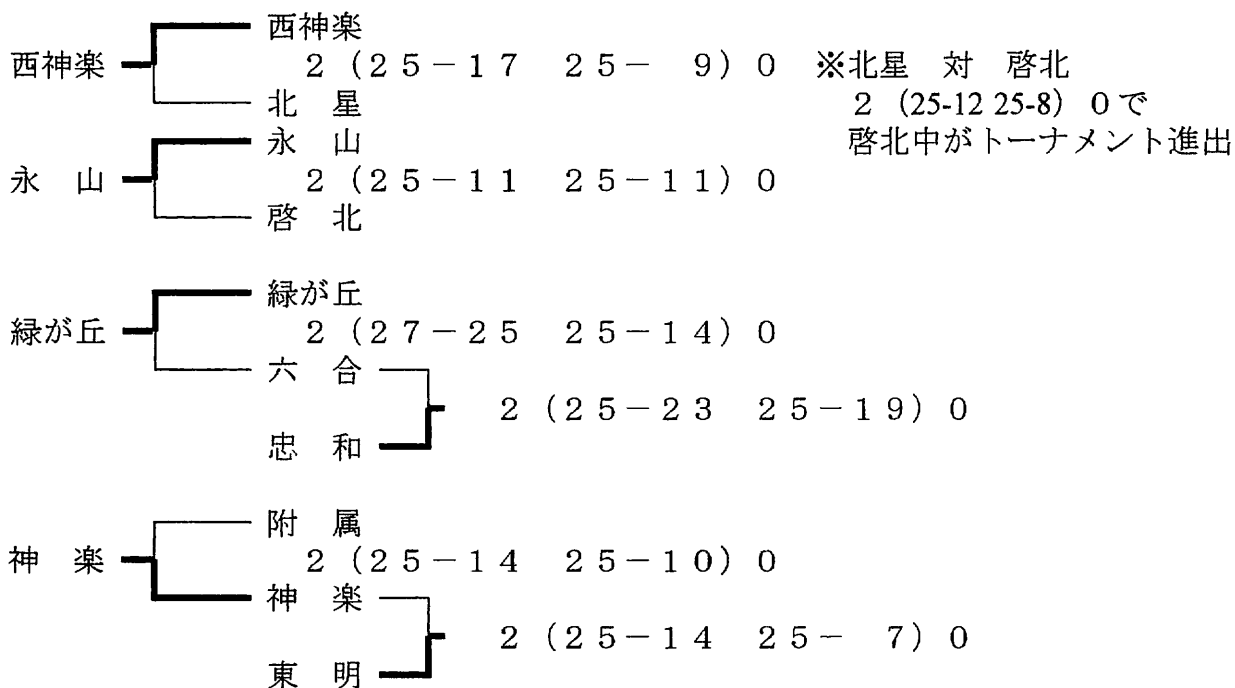 西神楽
西神楽 2 (25-17 25- 9) 0 ※北星 対 啓北
北 星 2 (25-12 25-8) 0で
永 山 啓北中がトーナメント進出
永 山 2 (25-11 25-11) 0
啓 北
緑が丘
緑が丘 2 (27-25 25-14) 0
六 合
2 (25-23 25-19) 0
忠 和
附 属
神 楽 2 (25-14 25-10) 0
神 楽
2 (25-14 25- 7) 0
東 明